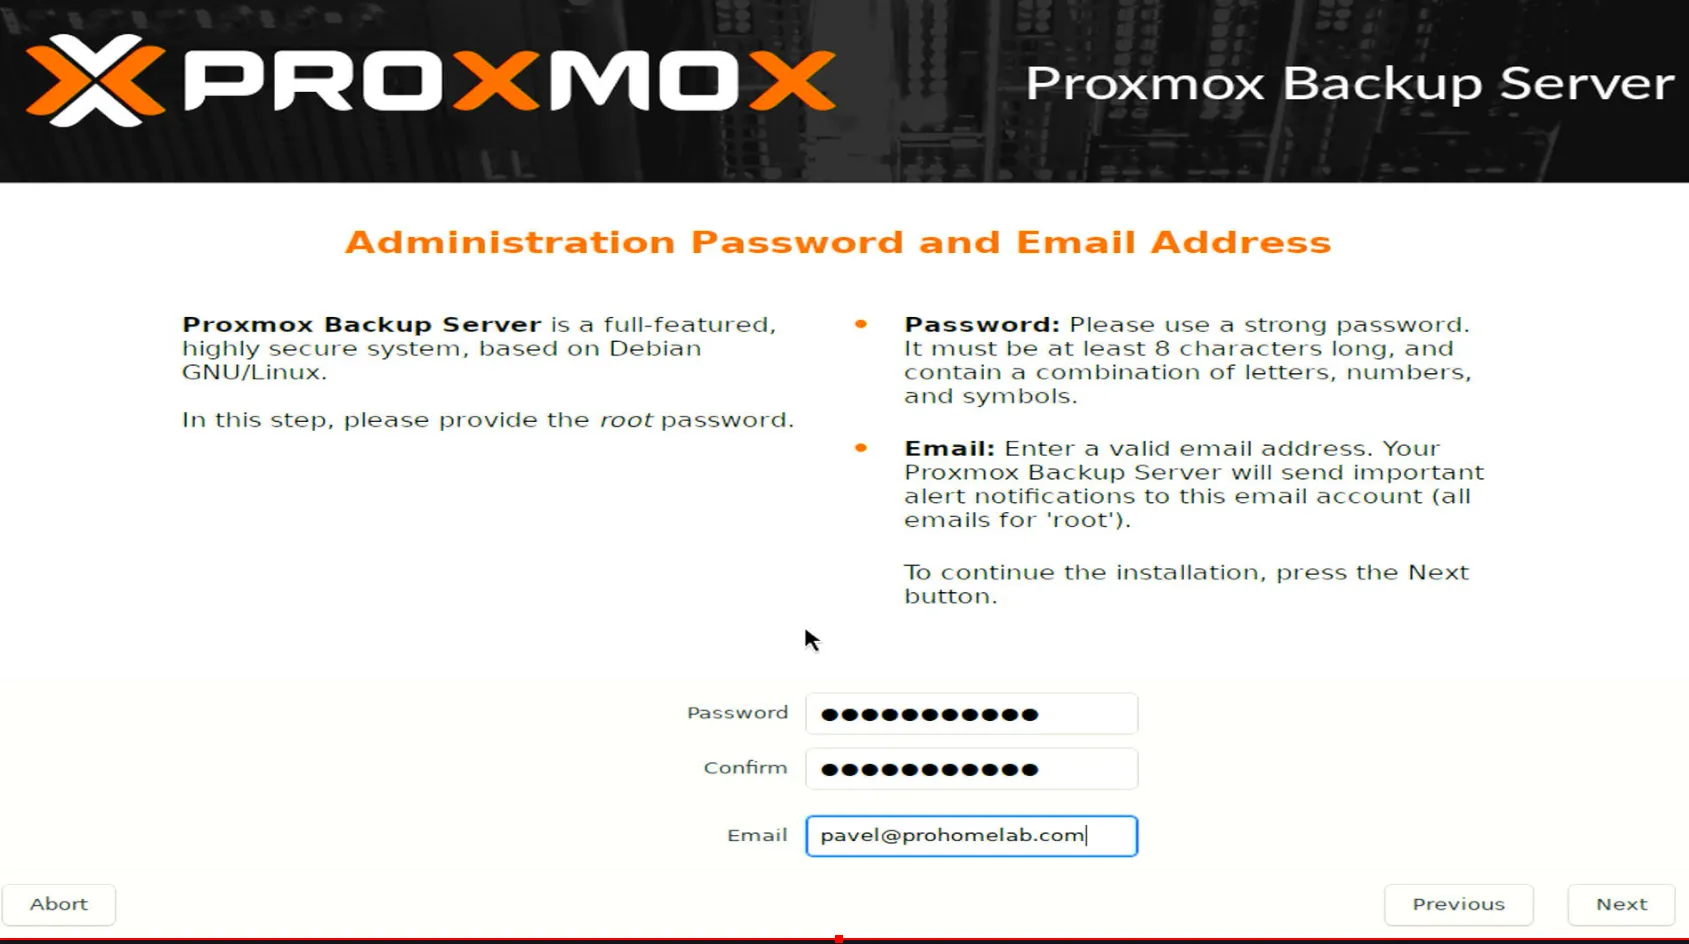 PROXMOX
Proxmox Backup Server
Administration Password and Email Address
Proxmox Backup Server is a full-featured,
highly secure system, based on Debian
GNU/Linux.
In this step, please provide the root password.
Password: Please use a strong password.
It must be at least 8 characters long, and
contain a combination of letters, numbers,
and symbols.
Email: Enter a valid email address. Your
Proxmox Backup Server will send important
alert notifications to this email account (all
emails for 'root').
To continue the installation, press the Next
button.
Password ●●●●●●●●●●●
Confirm ●●●●●●●●●●●
Email pavel@prohomelab.com
Abort Previous Next